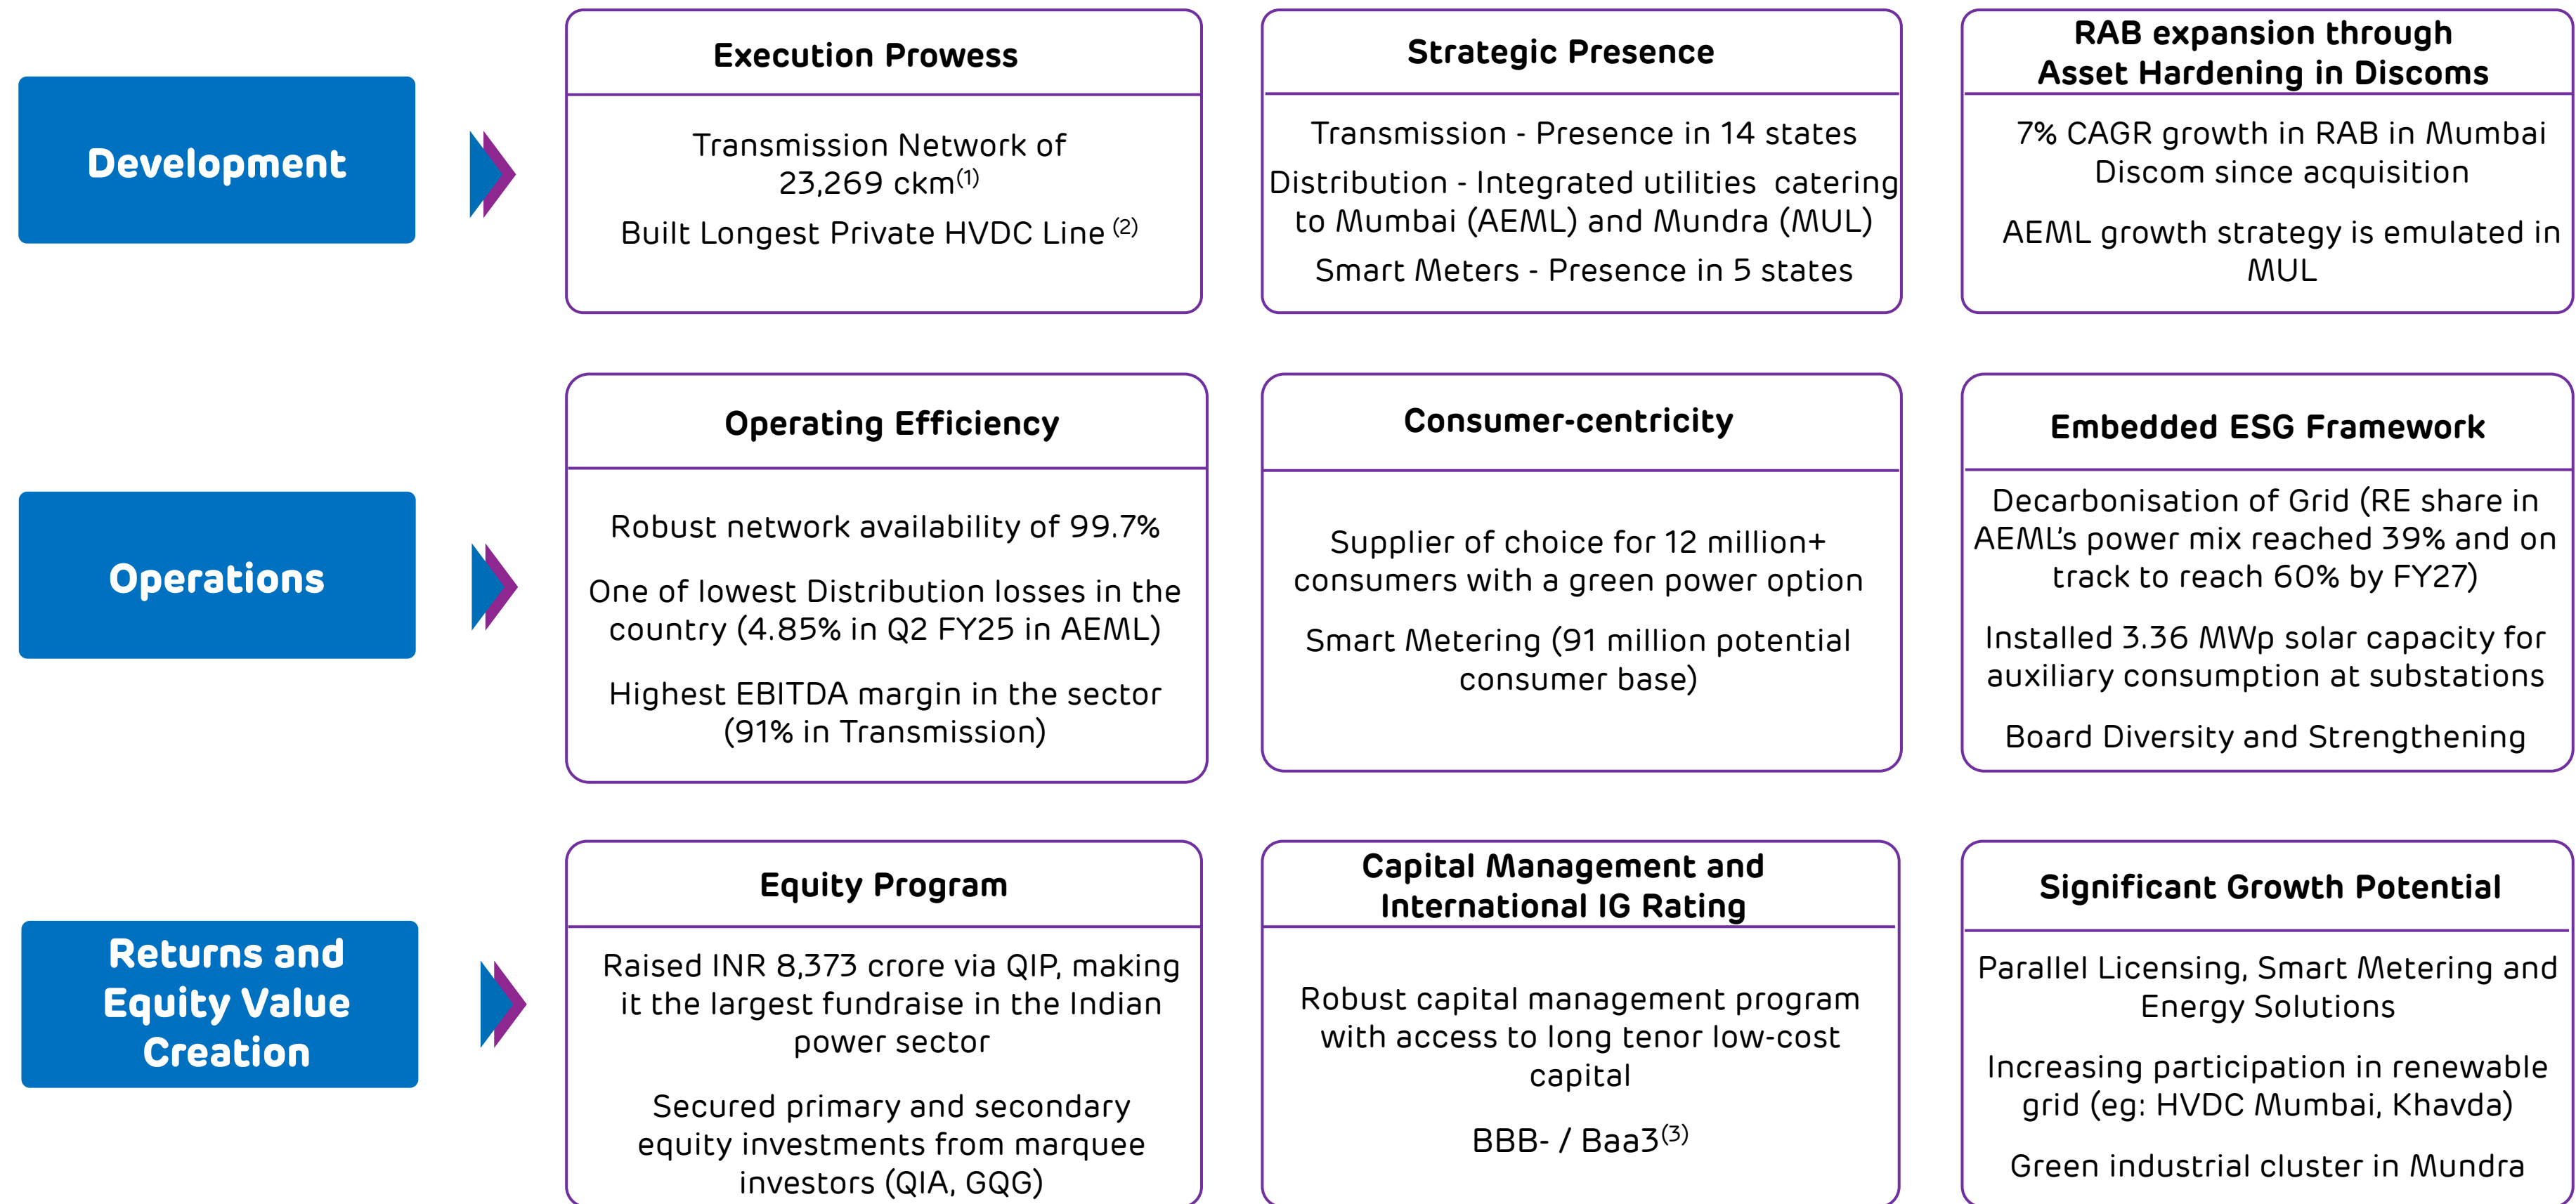 Development
Execution Prowess
Transmission Network of
23,269 ckm(1)
Built Longest Private HVDC Line (2)
Strategic Presence
Transmission - Presence in 14 states
Distribution - Integrated utilities catering
to Mumbai (AEML) and Mundra (MUL)
Smart Meters - Presence in 5 states
RAB expansion through
Asset Hardening in Discoms
7% CAGR growth in RAB in Mumbai
Discom since acquisition
AEML growth strategy is emulated in
MUL
Operations
Operating Efficiency
Robust network availability of 99.7%
One of lowest Distribution losses in the
country (4.85% in Q2 FY25 in AEML)
Highest EBITDA margin in the sector
(91% in Transmission)
Consumer-centricity
Supplier of choice for 12 million+
consumers with a green power option
Smart Metering (91 million potential
consumer base)
Embedded ESG Framework
Decarbonisation of Grid (RE share in
AEML's power mix reached 39% and on
track to reach 60% by FY27)
Installed 3.36 MWp solar capacity for
auxiliary consumption at substations
Board Diversity and Strengthening
Returns and
Equity Value
Creation
Equity Program
Raised INR 8,373 crore via QIP, making
it the largest fundraise in the Indian
power sector
Secured primary and secondary
equity investments from marquee
investors (QIA, GQG)
Capital Management and
International IG Rating
Robust capital management program
with access to long tenor low-cost
capital
BBB- / Baa3(3)
Significant Growth Potential
Parallel Licensing, Smart Metering and
Energy Solutions
Increasing participation in renewable
grid (eg: HVDC Mumbai, Khavda)
Green industrial cluster in Mundra